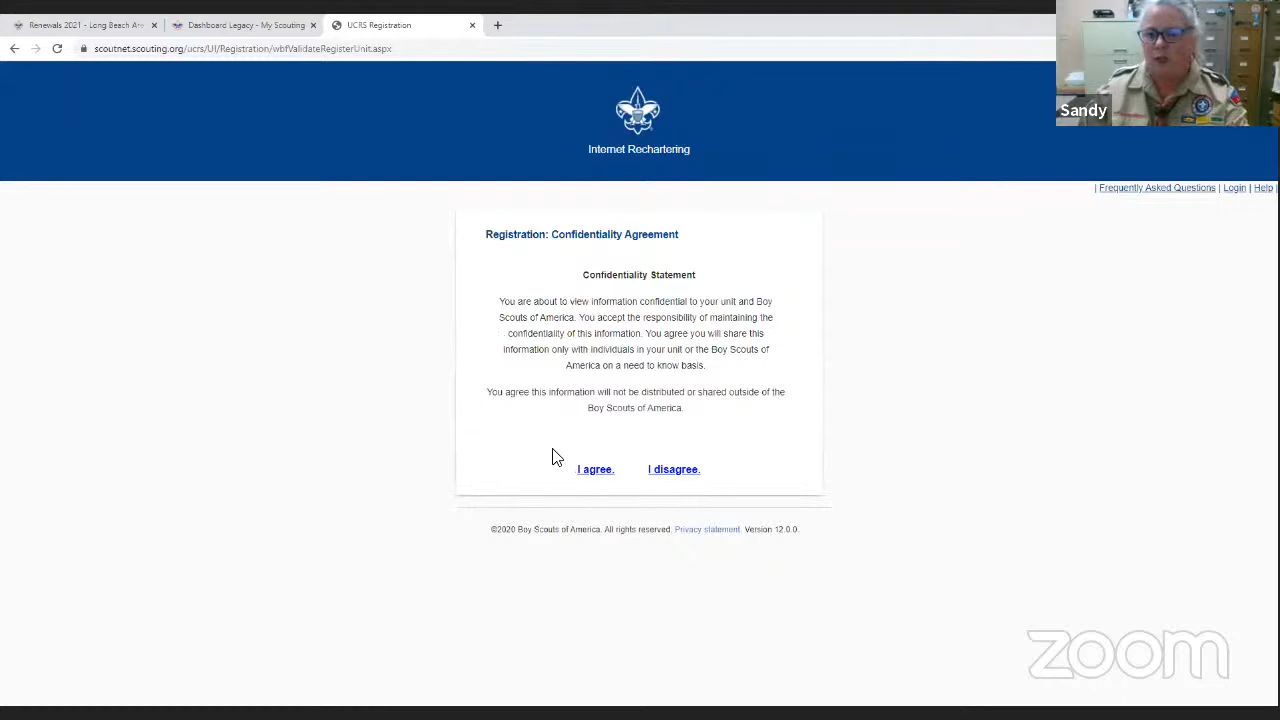 Renewals 2021 - Long Beach Are
Dashboard Legacy - My Scouting
UCRS Registration
scoutnet.scouting.org/ucrs/UI/Registration/wbfValidateRegisterUnit.aspx
Sandy
Internet Rechartering
| Frequently Asked Questions | Login | Help |
Registration: Confidentiality Agreement
Confidentiality Statement
You are about to view information confidential to your unit and Boy
Scouts of America. You accept the responsibility of maintaining the
confidentiality of this information. You agree you will share this
information only with individuals in your unit or the Boy Scouts of
America on a need to know basis.
You agree this information will not be distributed or shared outside of the
Boy Scouts of America.
I agree. I disagree.
©2020 Boy Scouts of America. All rights reserved. Privacy statement. Version 12.0.0.
zoom